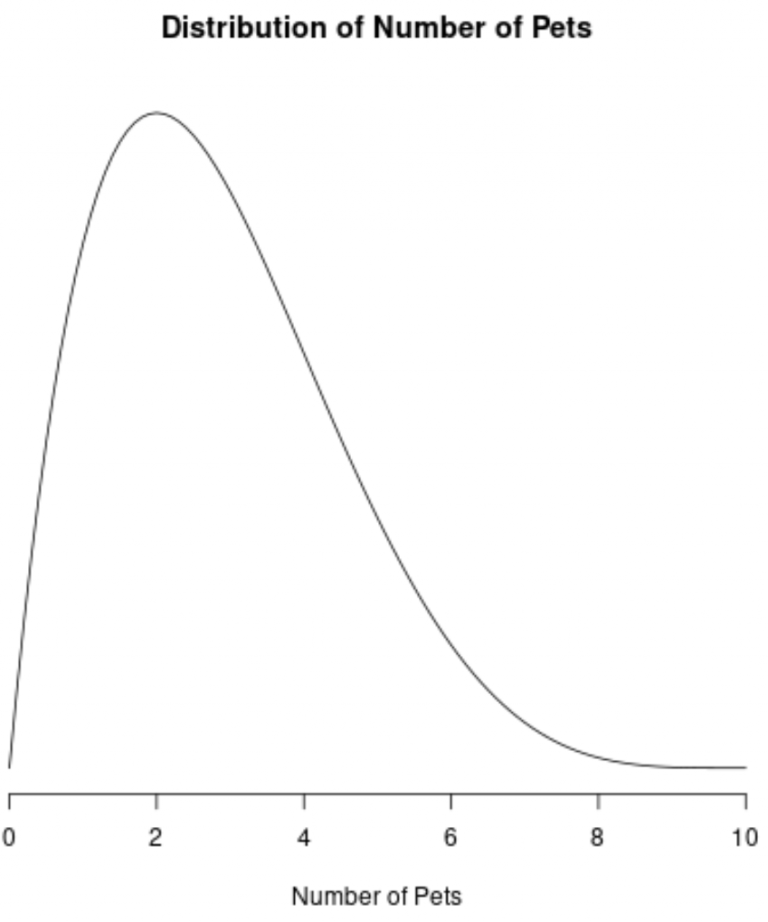 Distribution of Number of Pets
0 2 4 6 8 10
Number of Pets